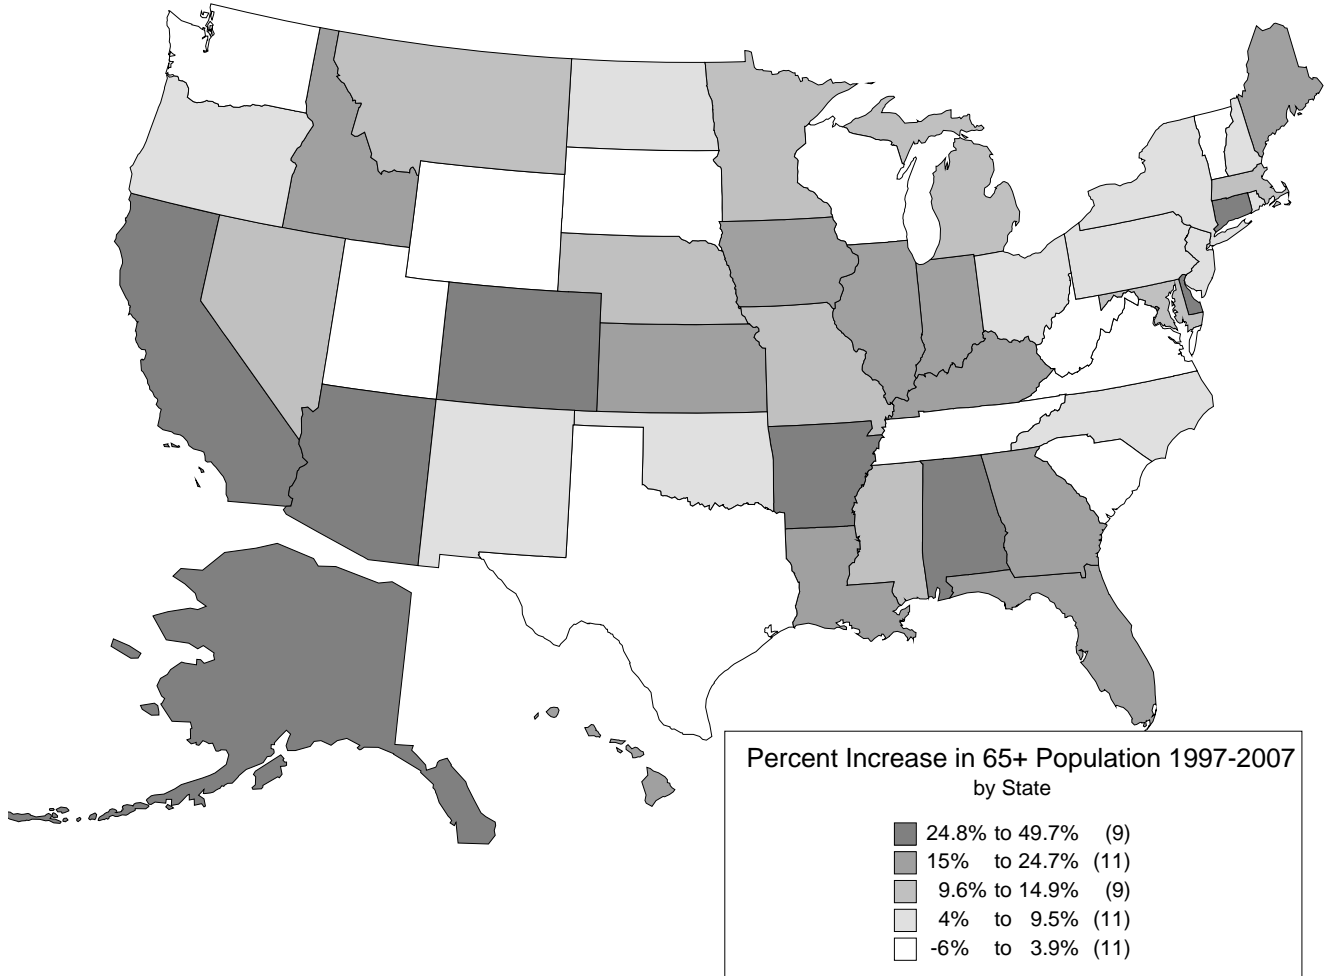 Percent Increase in 65+ Population 1997-2007
by State
24.8% to 49.7% (9)
15% to 24.7% (11)
9.6% to 14.9% (9)
4% to 9.5% (11)
-6% to 3.9% (11)